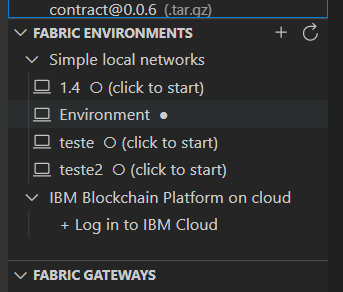 contract@0.0.6 (.tar.qz)
FABRIC ENVIRONMENTS
Simple local networks
1.4 ○ (click to start)
Environment ●
teste ○ (click to start)
teste2 ○ (click to start)
IBM Blockchain Platform on cloud
+ Log in to IBM Cloud
FABRIC GATEWAYS